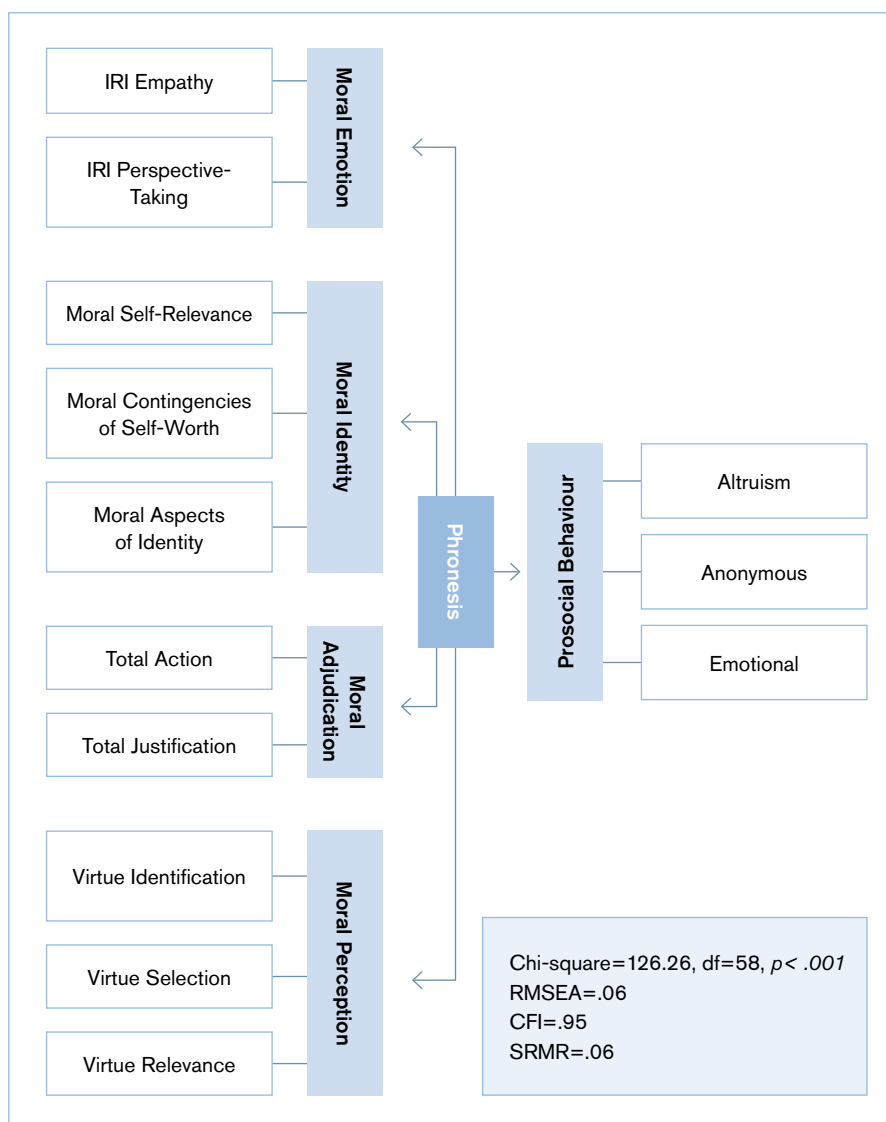 IRI Empathy
IRI Perspective-
Taking
Moral Emotion
Moral Self-Relevance
Moral Contingencies
of Self-Worth
Moral Aspects
of Identity
Moral Identity
Total Action
Total Justification
Moral
Adjudication
Virtue Identification
Virtue Selection
Virtue Relevance
Moral Perception
Phronesis
Prosocial Behaviour
Altruism
Anonymous
Emotional
Chi-square=126.26, df=58, p< .001
RMSEA=.06
CFI=.95
SRMR=.06